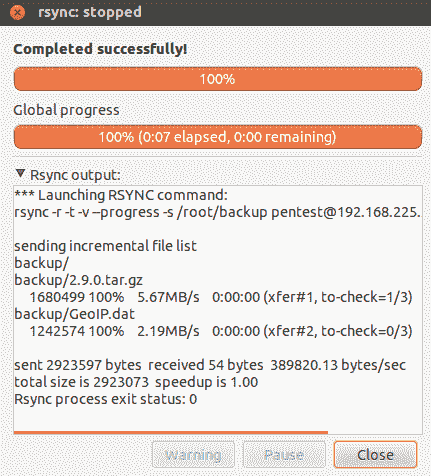 rsync: stopped
Completed successfully!
100%
Global progress
100% (0:07 elapsed, 0:00 remaining)
Rsync output:
*** Launching RSYNC command:
rsync -r -t -v --progress -s /root/backup pentest@192.168.225.
sending incremental file list
backup/
backup/2.9.0.tar.gz
1680499 100% 5.67MB/s 0:00:00 (xfer#1, to-check=1/3)
backup/GeoIP.dat
1242574 100% 2.19MB/s 0:00:00 (xfer#2, to-check=0/3)
sent 2923597 bytes received 54 bytes 389820.13 bytes/sec
total size is 2923073 speedup is 1.00
Rsync process exit status: 0
Warning Pause Close